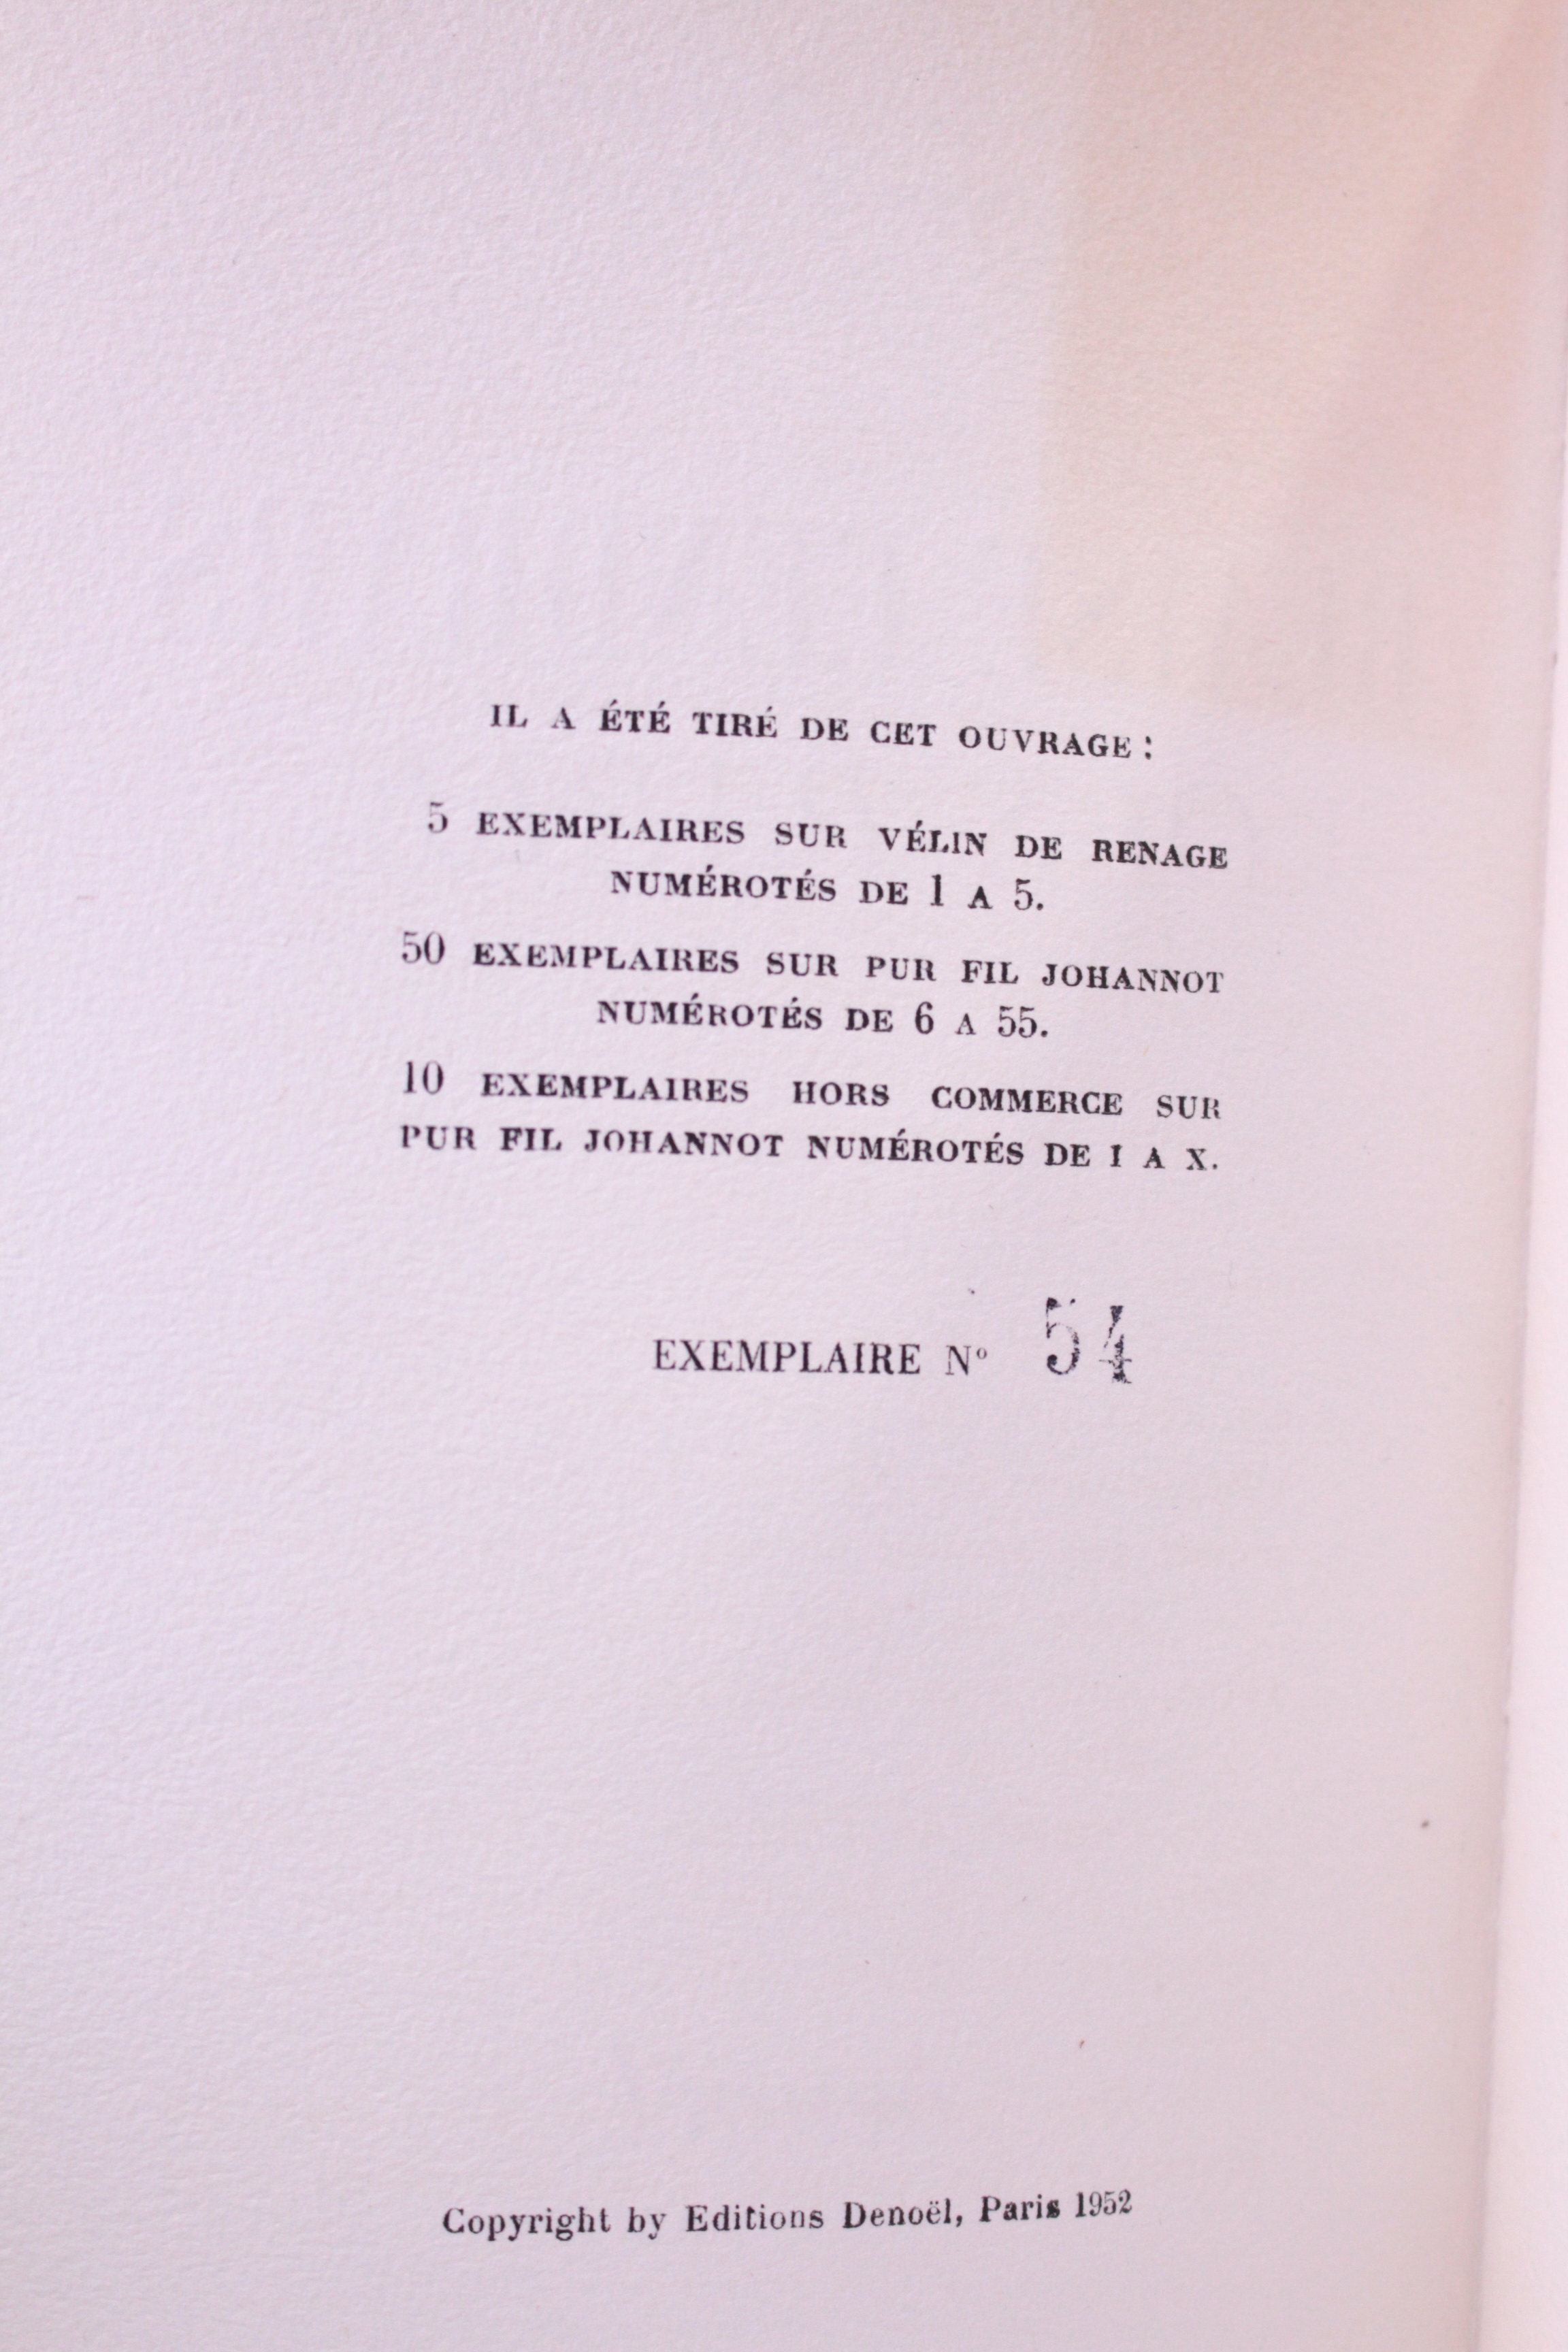 IL A ÉTÉ TIRÉ DE CET OUVRAGE :
5 EXEMPLAIRES SUR VÉLIN DE RENAGE
NUMÉROTÉS DE 1 A 5.
50 EXEMPLAIRES SUR PUR FIL JOHANNOT
NUMÉROTÉS DE 6 A 55.
10 EXEMPLAIRES HORS COMMERCE SUR
PUR FIL JOHANNOT NUMÉROTÉS DE I A X.
EXEMPLAIRE N° 54
Copyright by Editions Denoël, Paris 1952